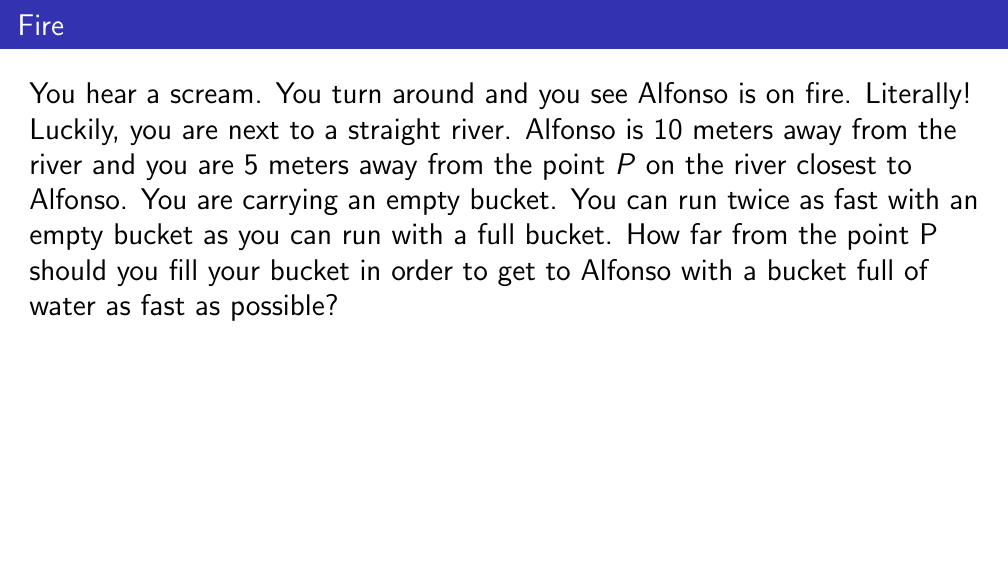 Fire
You hear a scream. You turn around and you see Alfonso is on fire. Literally!
Luckily, you are next to a straight river. Alfonso is 10 meters away from the
river and you are 5 meters away from the point P on the river closest to
Alfonso. You are carrying an empty bucket. You can run twice as fast with an
empty bucket as you can run with a full bucket. How far from the point P
should you fill your bucket in order to get to Alfonso with a bucket full of
water as fast as possible?